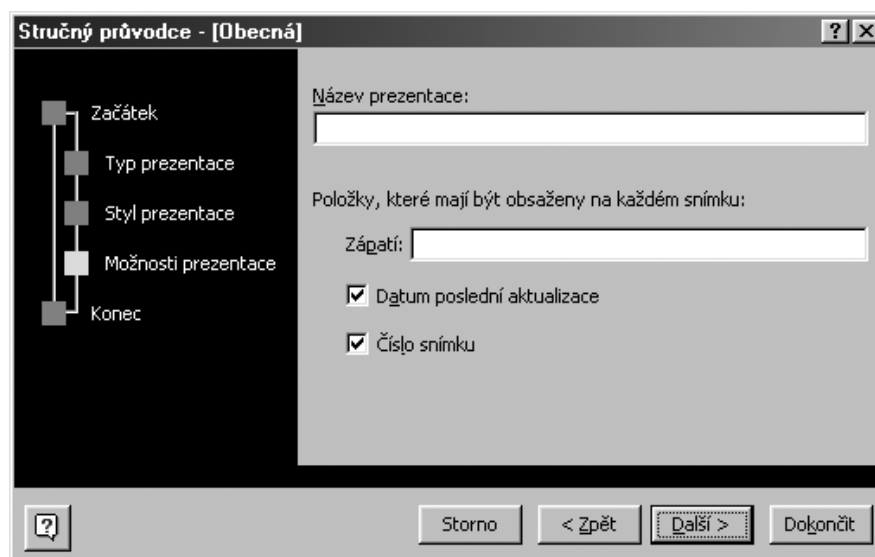 Stručný průvodce - [Obecná]
Začátek
Typ prezentace
Styl prezentace
Možnosti prezentace
Konec
Název prezentace:
Položky, které mají být obsaženy na každém snímku:
Zápatí:
Datum poslední aktualizace
Číslo snímku
Storno
< Zpět
Další >
Dokončit